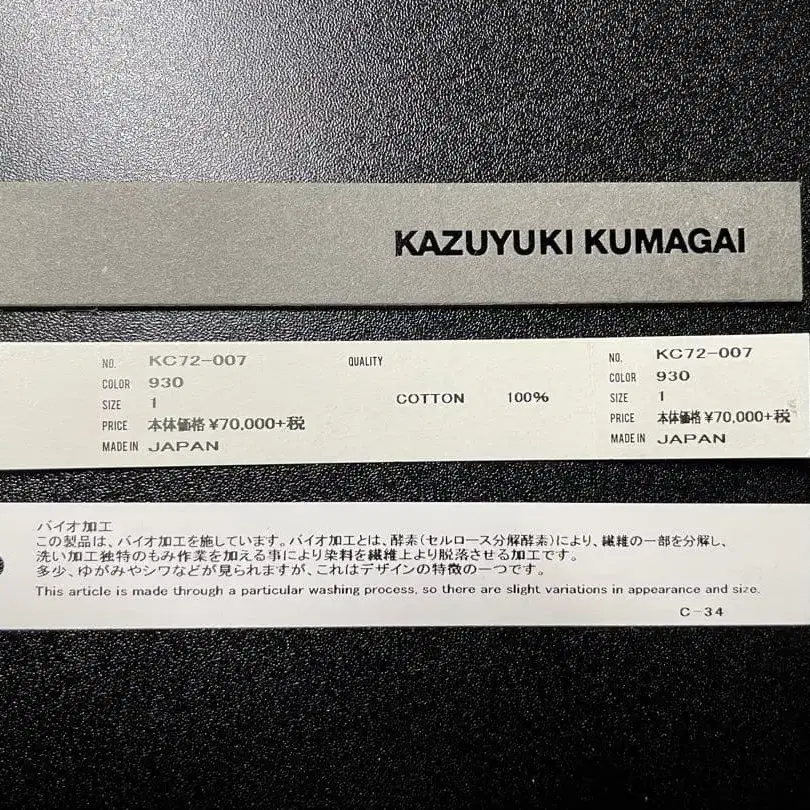 KAZUYUKI KUMAGAI
NO. KC72-007
COLOR 930
SIZE 1
PRICE 本体価格 ¥70,000+税
MADE IN JAPAN
QUALITY
COTTON 100%
NO. KC72-007
COLOR 930
SIZE 1
PRICE 本体価格 ¥70,000+税
MADE IN JAPAN
バイオ加工
この製品は、バイオ加工を施しています。バイオ加工とは、酵素(セルロース分解酵素)により、繊維の一部を分解し、
洗い加工独特のもみ作業を加える事により染料を繊維上より脱落させる加工です。
多少、ゆがみやシワなどが見られますが、これはデザインの特徴の一つです。
This article is made through a particular washing process, so there are slight variations in appearance and size.
C-34